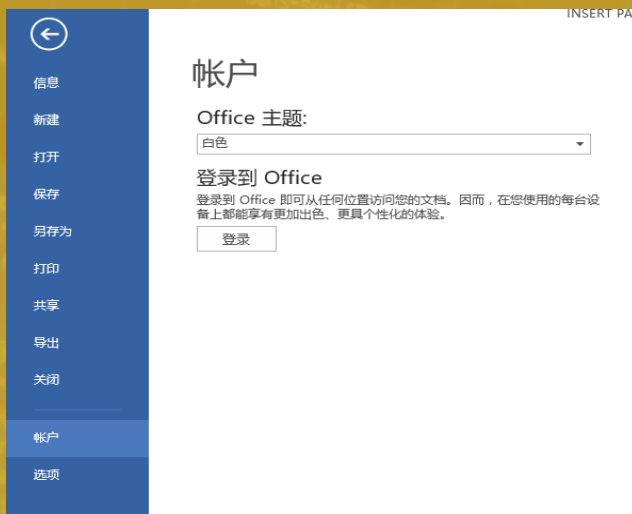 INSERT PA
信息
新建
打开
保存
另存为
打印
共享
导出
关闭
帐户
选项
帐户
Office 主题:
白色
登录到 Office
登录到 Office 即可从任何位置访问您的文档。因而，在您使用的每台设
备上都能享有更加出色、更具个性化的体验。
登录